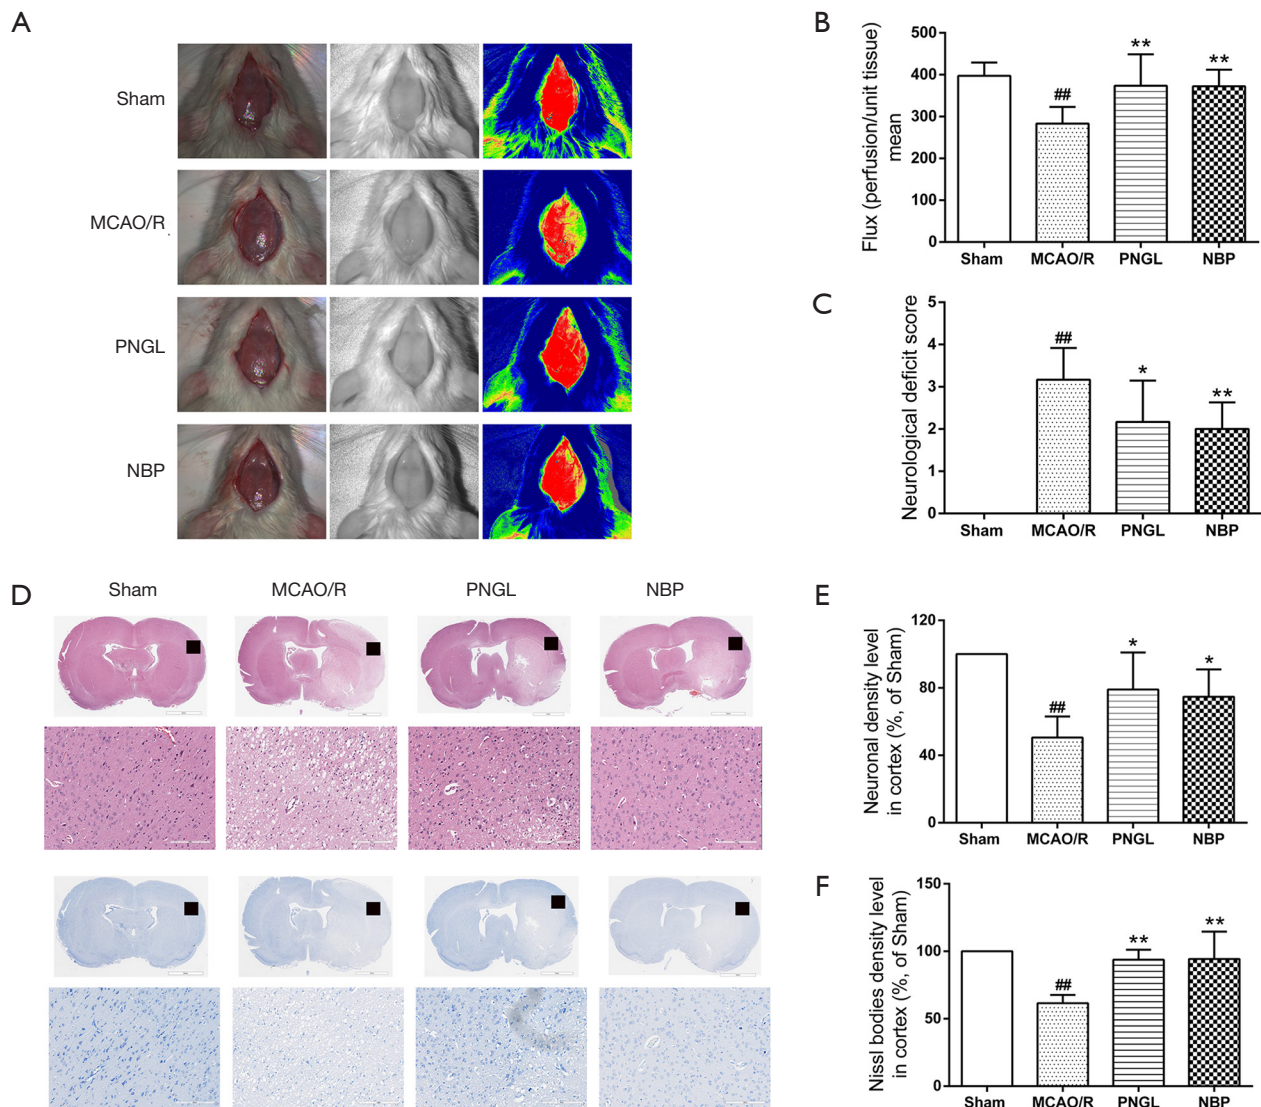 A
Sham
MCAO/R
PNGL
NBP
B
Flux (perfusion/unit tissue)
mean
500
400
300
200
100
0
##
**
**
Sham
MCAO/R
PNGL
NBP
C
Neurological deficit score
5
4
3
2
1
0
##
*
**
Sham
MCAO/R
PNGL
NBP
D
Sham
MCAO/R
PNGL
NBP
E
Neuronal density level
in cortex (%, of Sham)
120
80
40
0
##
*
*
Sham
MCAO/R
PNGL
NBP
F
Nissl bodies density level
in cortex (%, of Sham)
150
100
50
0
##
**
**
Sham
MCAO/R
PNGL
NBP